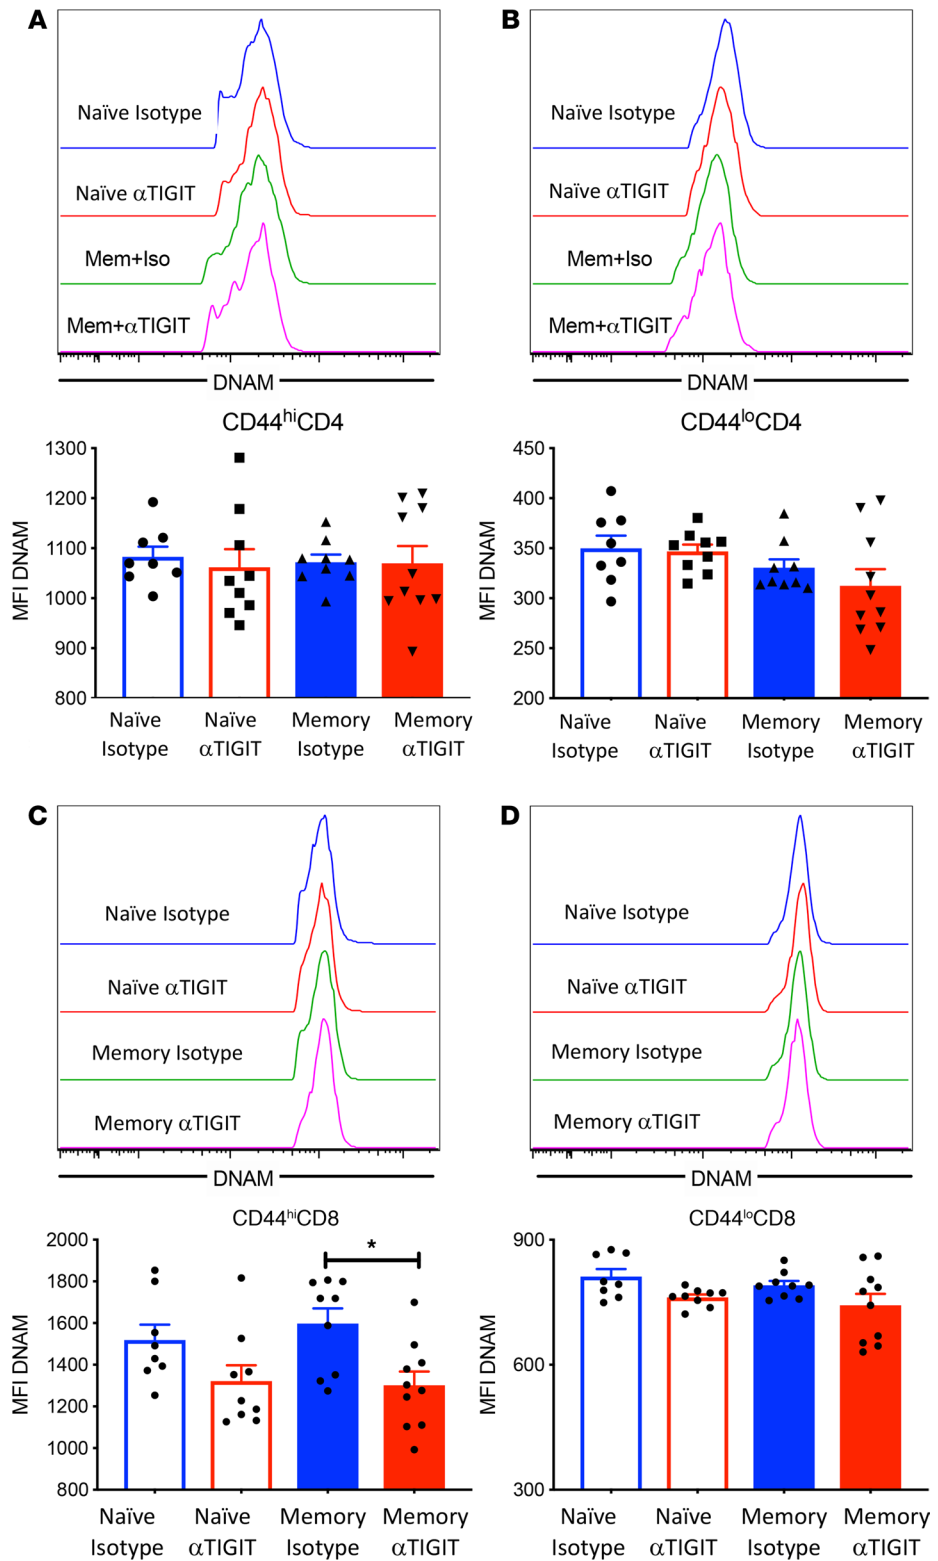 A
Naïve Isotype
Naïve αTIGIT
Mem+Iso
Mem+αTIGIT
DNAM
CD44hiCD4
1300
1200
1100
1000
900
800
MFI DNAM
Naïve Isotype
Naïve αTIGIT
Memory Isotype
Memory αTIGIT
B
Naïve Isotype
Naïve αTIGIT
Mem+Iso
Mem+αTIGIT
DNAM
CD44loCD4
450
400
350
300
250
200
MFI DNAM
Naïve Isotype
Naïve αTIGIT
Memory Isotype
Memory αTIGIT
C
Naïve Isotype
Naïve αTIGIT
Memory Isotype
Memory αTIGIT
DNAM
CD44hiCD8
*
2000
1800
1600
1400
1200
1000
800
MFI DNAM
Naïve Isotype
Naïve αTIGIT
Memory Isotype
Memory αTIGIT
D
Naïve Isotype
Naïve αTIGIT
Memory Isotype
Memory αTIGIT
DNAM
CD44loCD8
900
600
300
MFI DNAM
Naïve Isotype
Naïve αTIGIT
Memory Isotype
Memory αTIGIT